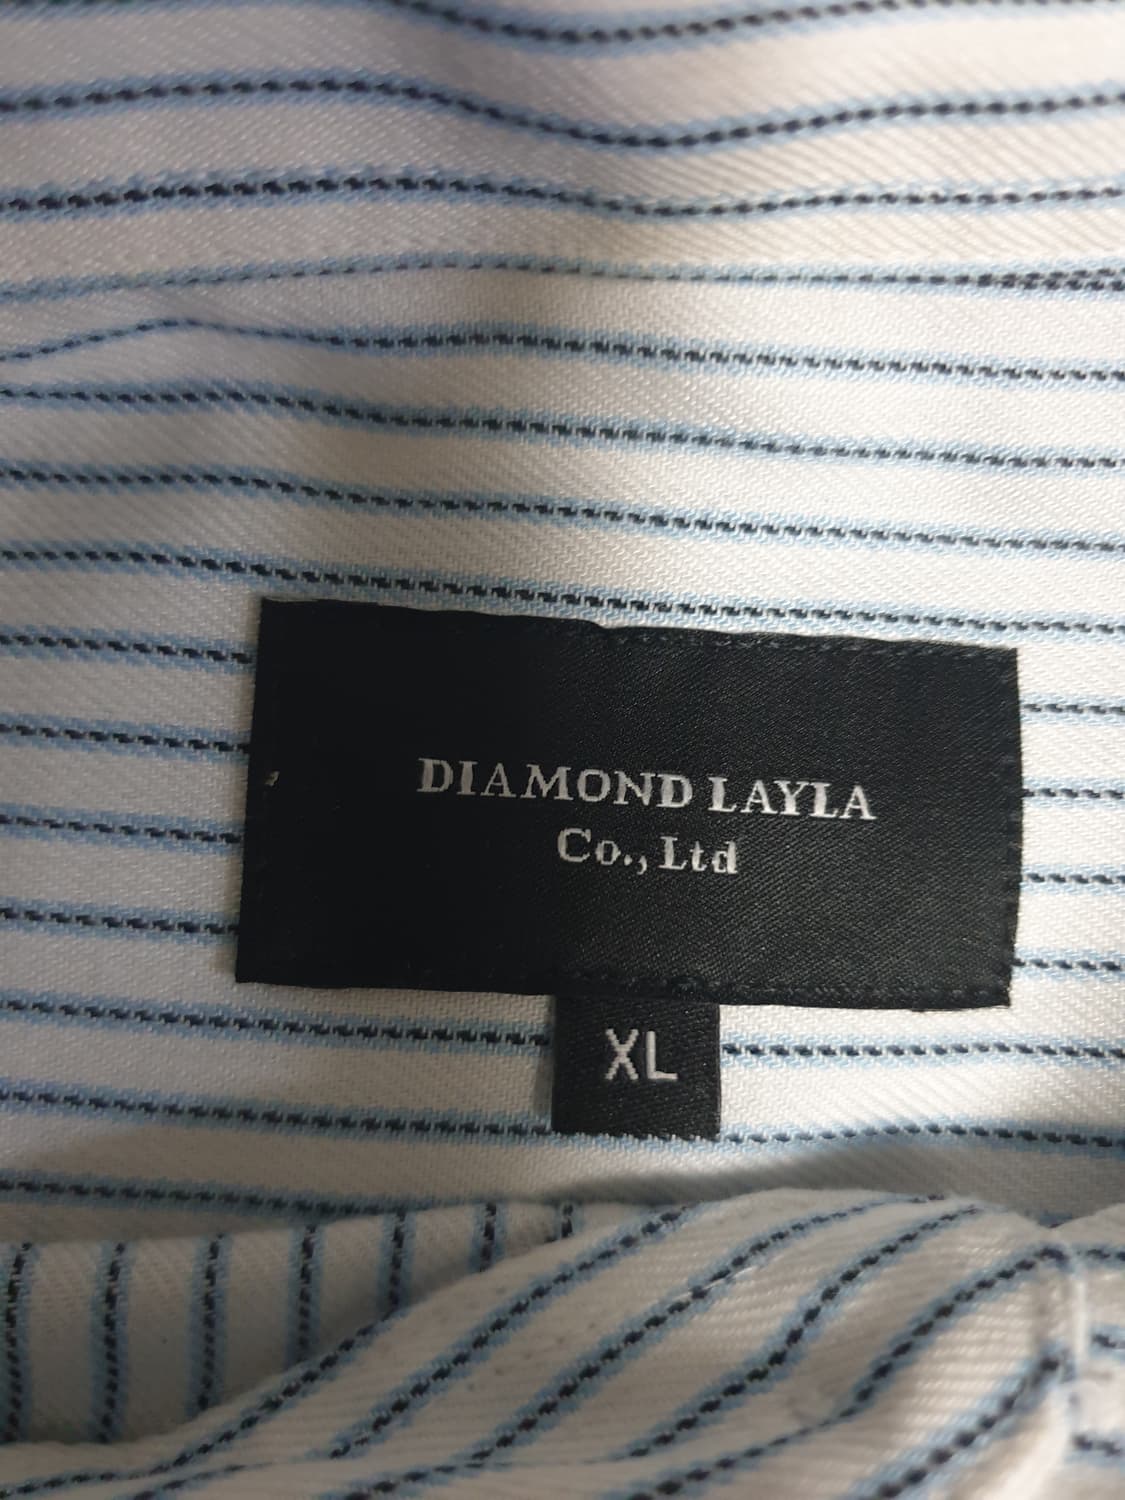 DIAMOND LAYLA
Co., Ltd
XL